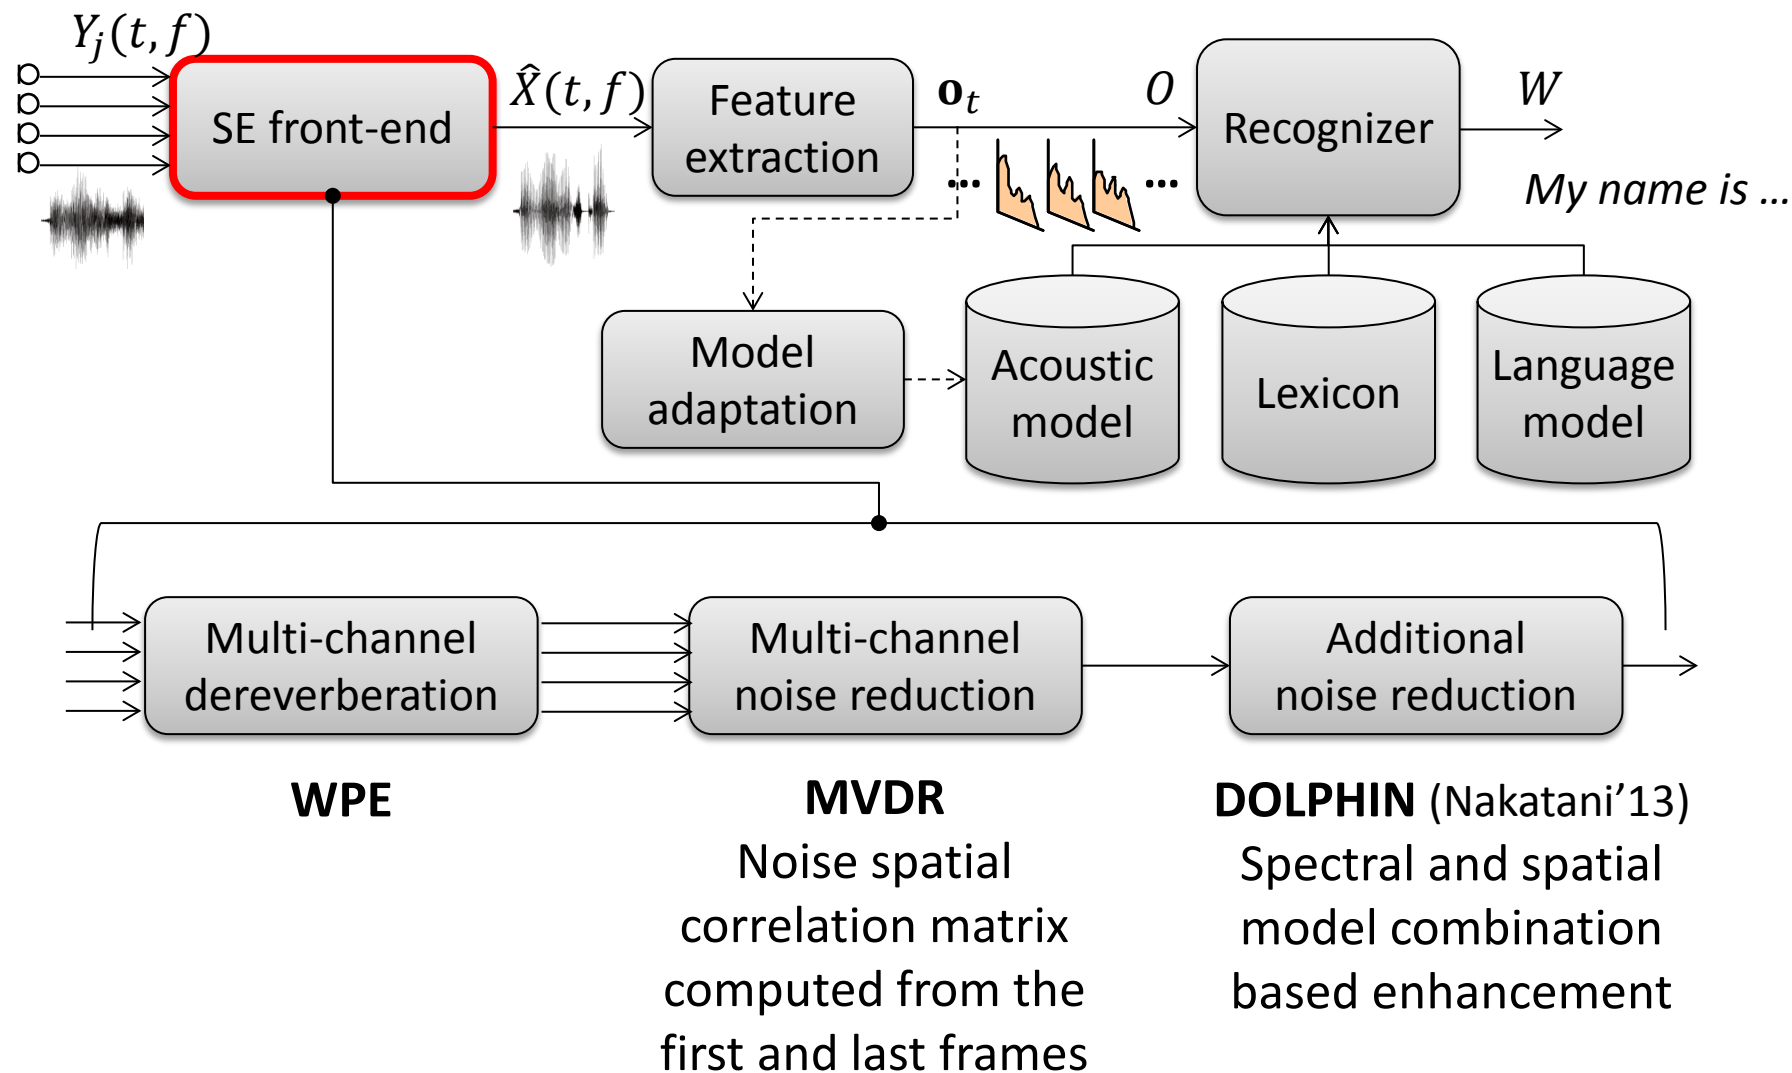 Y_j(t, f)
SE front-end
X̂(t, f)
Feature
extraction
𝐨_t
O
Recognizer
W
... ...
My name is ...
Model
adaptation
Acoustic
model
Lexicon
Language
model
Multi-channel
dereverberation
Multi-channel
noise reduction
Additional
noise reduction
WPE
MVDR
Noise spatial
correlation matrix
computed from the
first and last frames
DOLPHIN (Nakatani’13)
Spectral and spatial
model combination
based enhancement